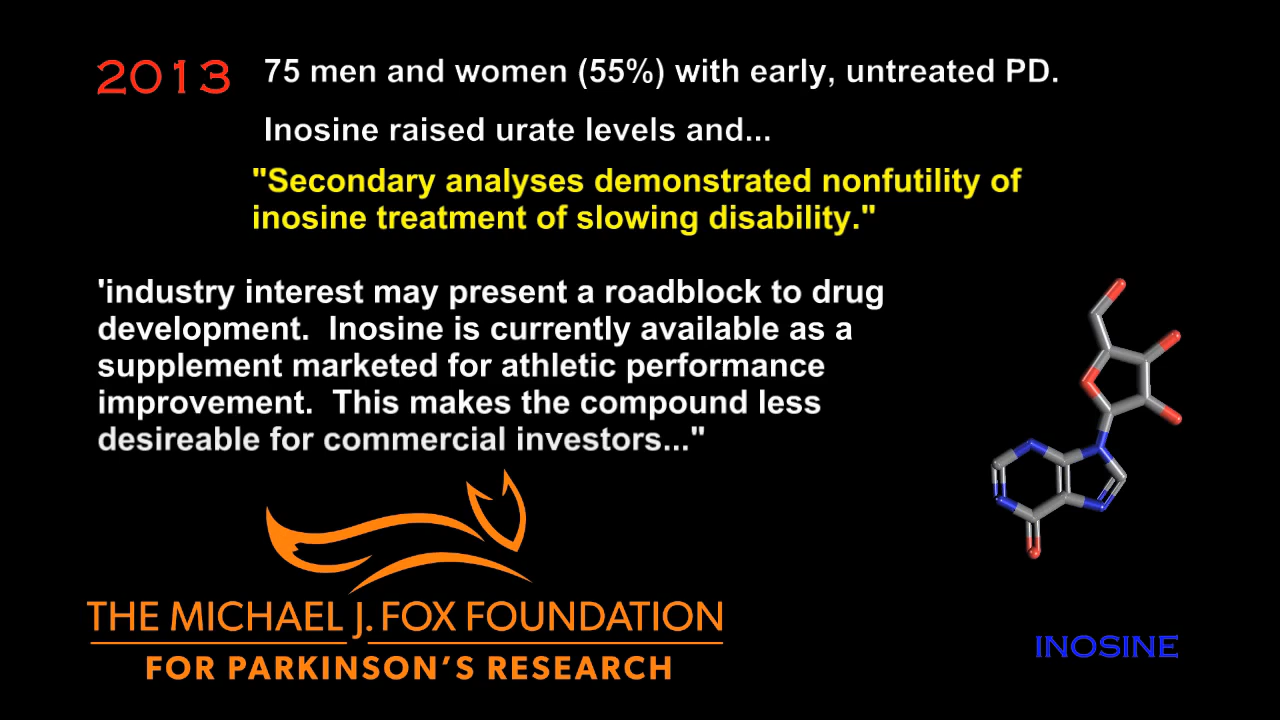 2013
75 men and women (55%) with early, untreated PD.
Inosine raised urate levels and...
"Secondary analyses demonstrated nonfutility of
inosine treatment of slowing disability."
'industry interest may present a roadblock to drug
development.  Inosine is currently available as a
supplement marketed for athletic performance
improvement.  This makes the compound less
desireable for commercial investors..."
THE MICHAEL J. FOX FOUNDATION
FOR PARKINSON'S RESEARCH
INOSINE